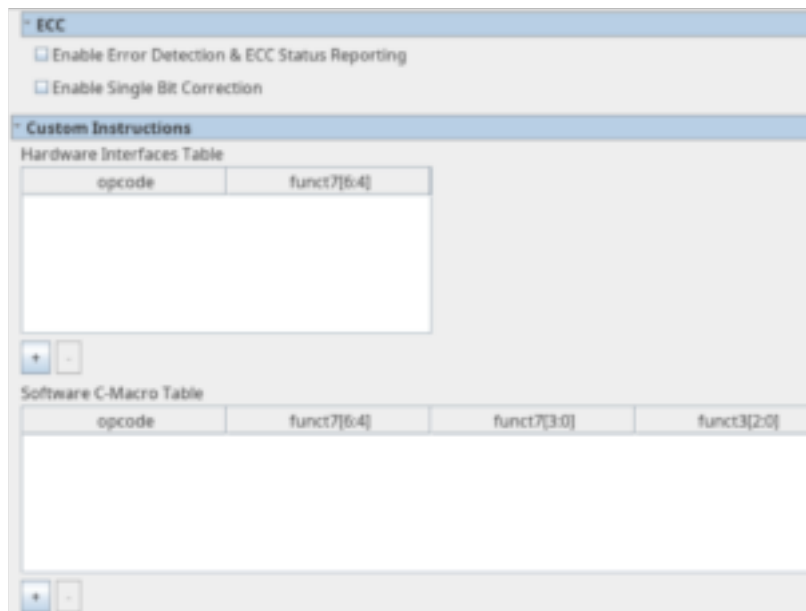 ECC
Enable Error Detection & ECC Status Reporting
Enable Single Bit Correction
Custom Instructions
Hardware Interfaces Table
opcode funct7[6:4]
+ -
Software C-Macro Table
opcode funct7[6:4] funct7[3:0] funct3[2:0]
+ -